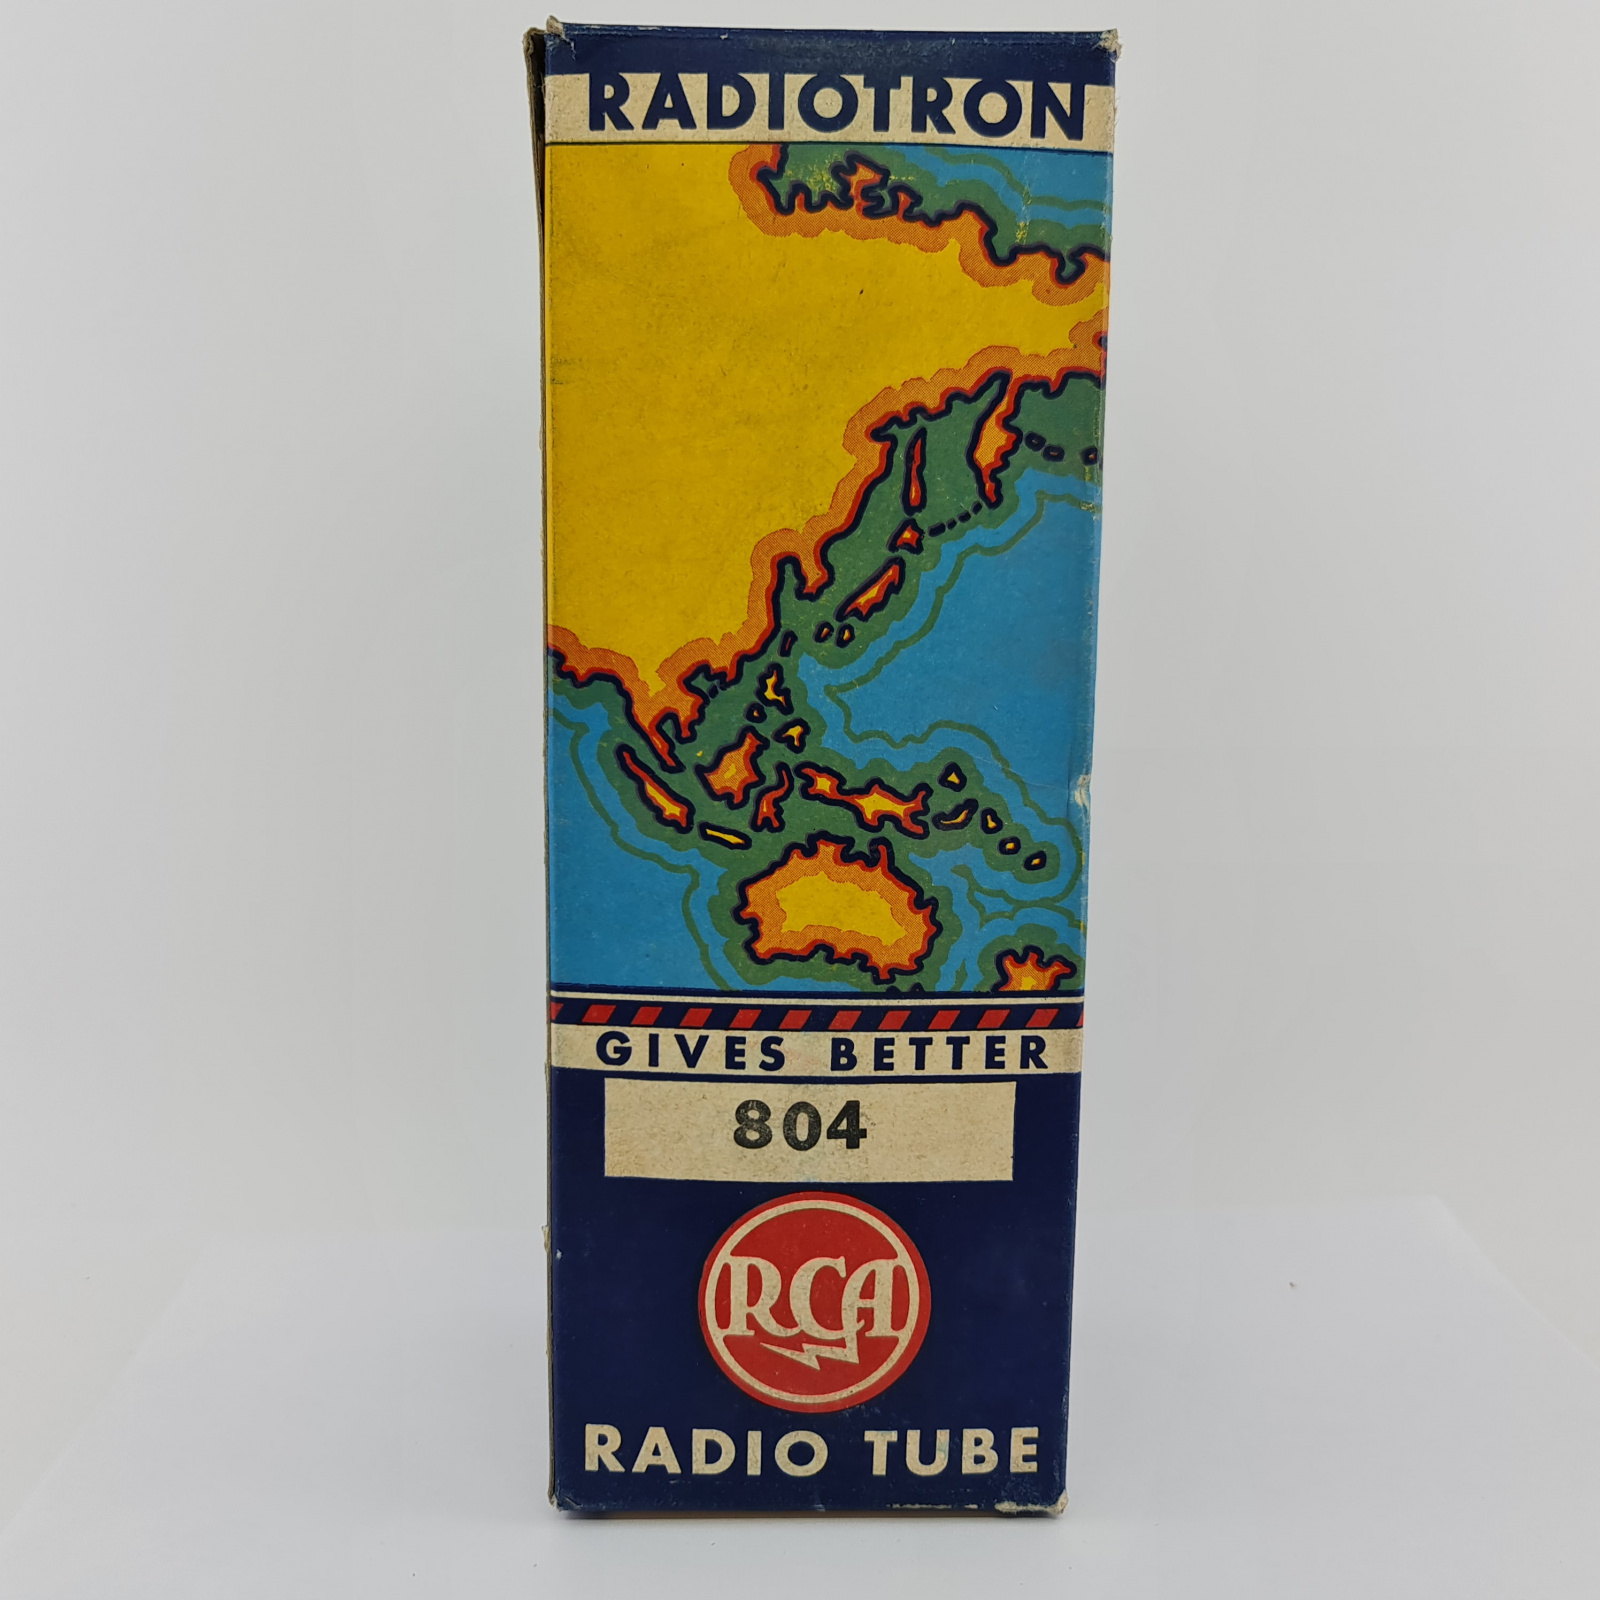 RADIOTRON
GIVES BETTER
804
RCA
RADIO TUBE